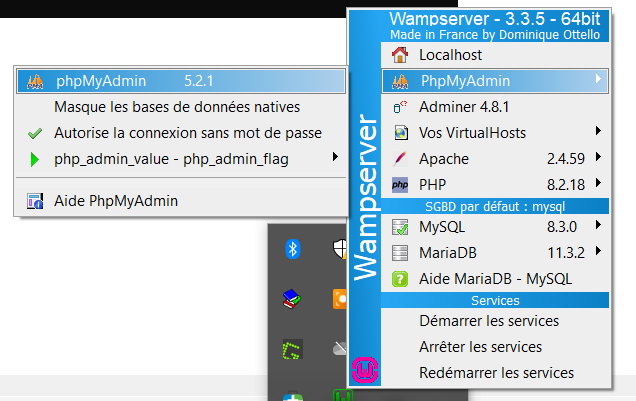 Wampserver - 3.3.5 - 64bit
Made in France by Dominique Ottello
Wampserver
Localhost
PhpMyAdmin
Adminer 4.8.1
Vos VirtualHosts
Apache 2.4.59
php PHP 8.2.18
SGBD par défaut : mysql
MySQL 8.3.0
MariaDB 11.3.2
Aide MariaDB - MySQL
Services
Démarrer les services
Arrêter les services
Redémarrer les services
phpMyAdmin 5.2.1
Masque les bases de données natives
Autorise la connexion sans mot de passe
php_admin_value - php_admin_flag
Aide PhpMyAdmin